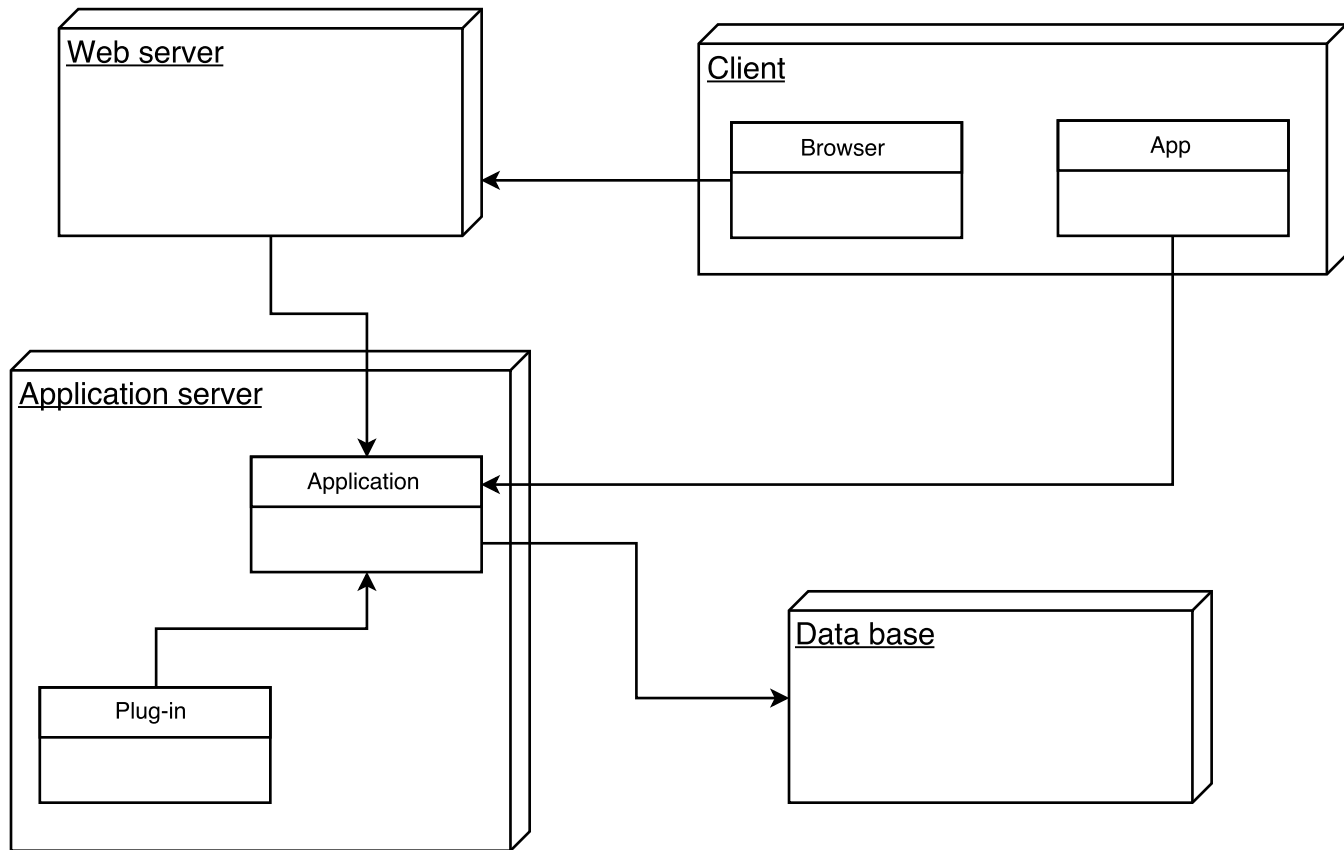 Web server
Client
Browser
App
Application server
Application
Data base
Plug-in